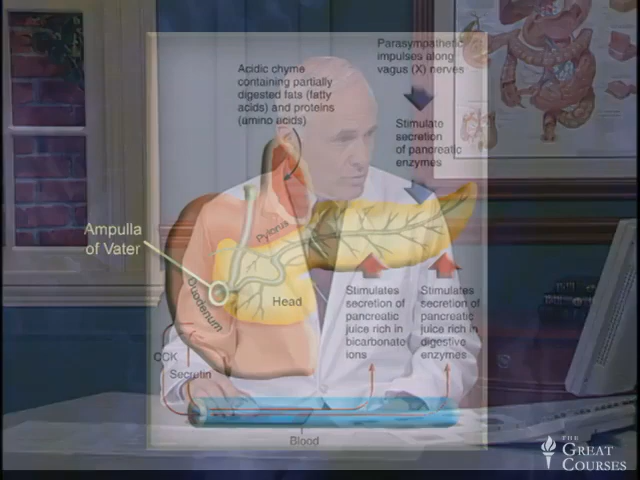 Parasympathetic
impulses along
vagus (X) nerves
Acidic chyme
containing partially
digested fats (fatty
acids) and proteins
(amino acids)
Stimulate
secretion
of pancreatic
enzymes
Ampulla
of Vater
Pylorus
Duodenum
Head
Stimulates
secretion of
pancreatic
juice rich in
bicarbonate
ions
Stimulates
secretion of
pancreatic
juice rich in
digestive
enzymes
CCK
Secretin
Blood
THE
GREAT
COURSES